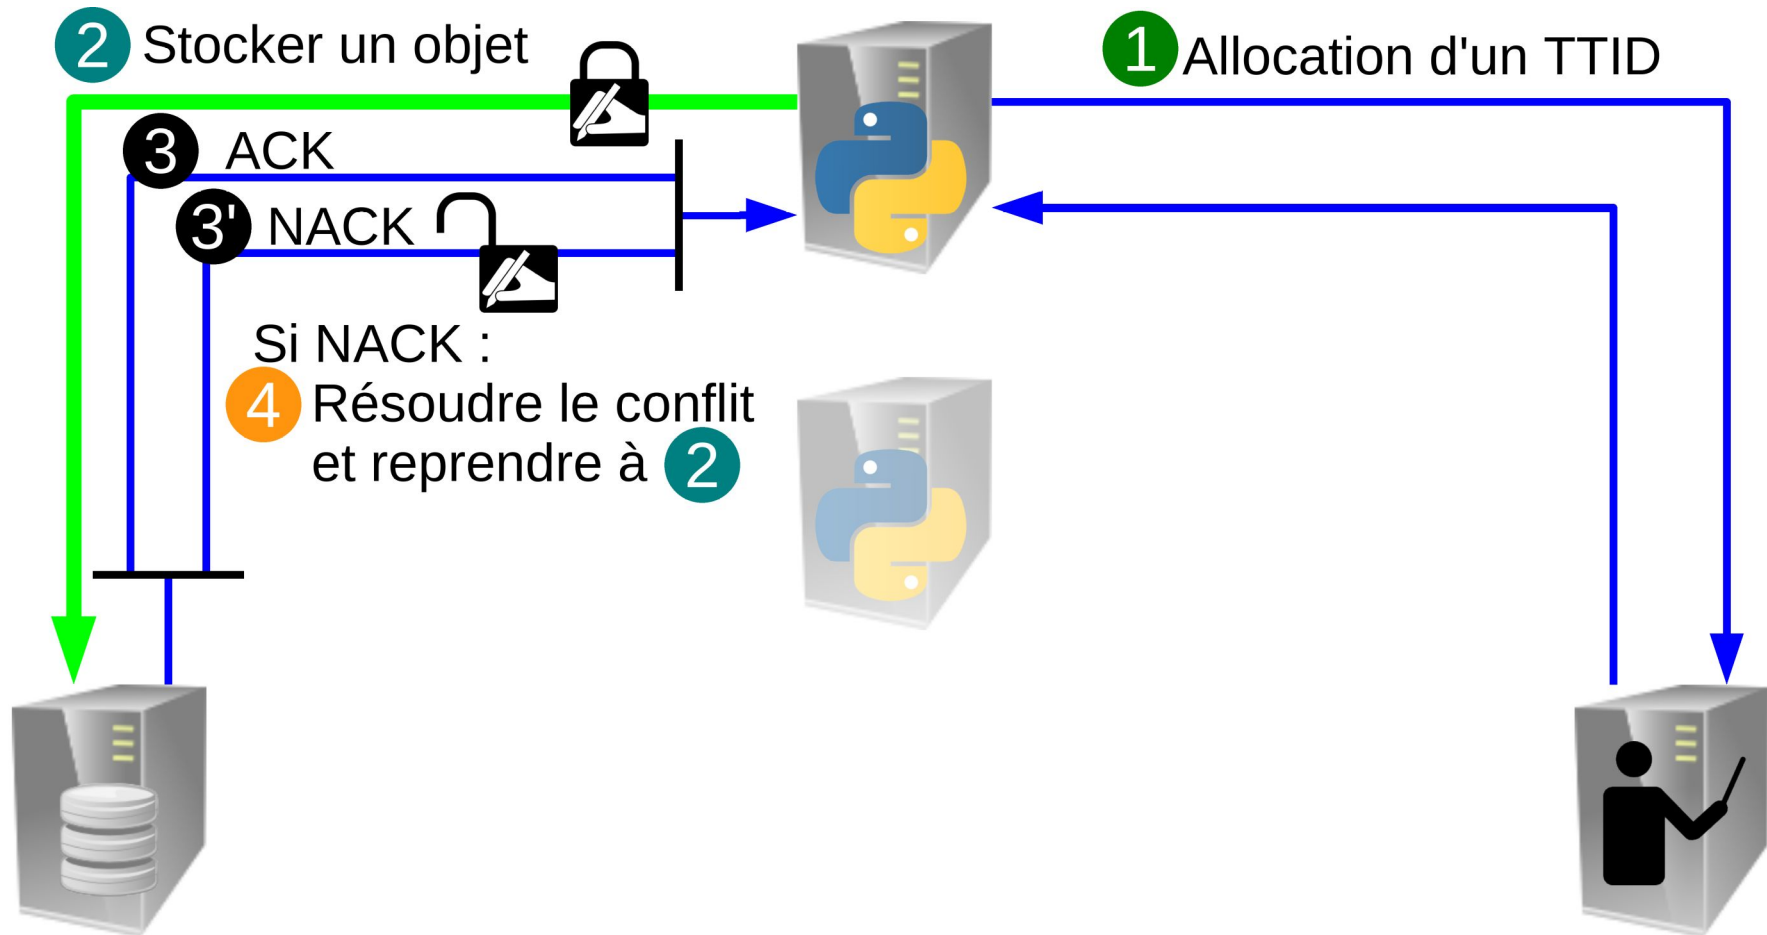 2 Stocker un objet
1 Allocation d'un TTID
3 ACK
3' NACK
Si NACK :
4 Résoudre le conflit
et reprendre à 2